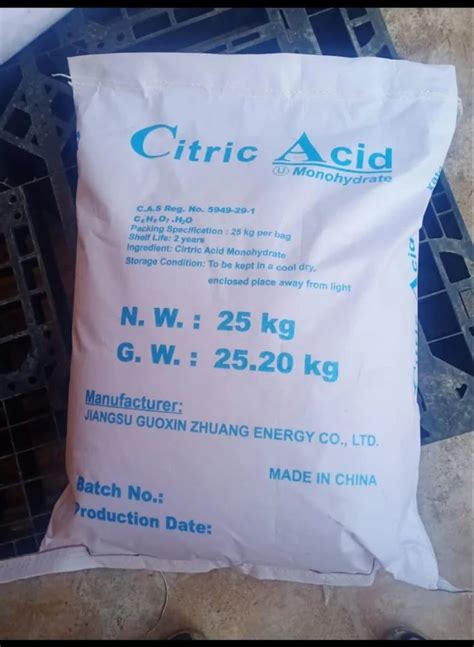 Citric Acid
Ⓤ Monohydrate
C.A.S Reg. No. 5949-29-1
C₆H₈O₇.H₂O
Packing Specification : 25 kg per bag
Shelf Life: 2 years
Ingredient: Cirtric Acid Monohydrate
Storage Condition: To be kept in a cool dry,
enclosed place away from light
N. W. : 25 kg
G. W. : 25.20 kg
Manufacturer:
JIANGSU GUOXIN ZHUANG ENERGY CO., LTD.
MADE IN CHINA
Batch No.:
Production Date:
Citric Acid